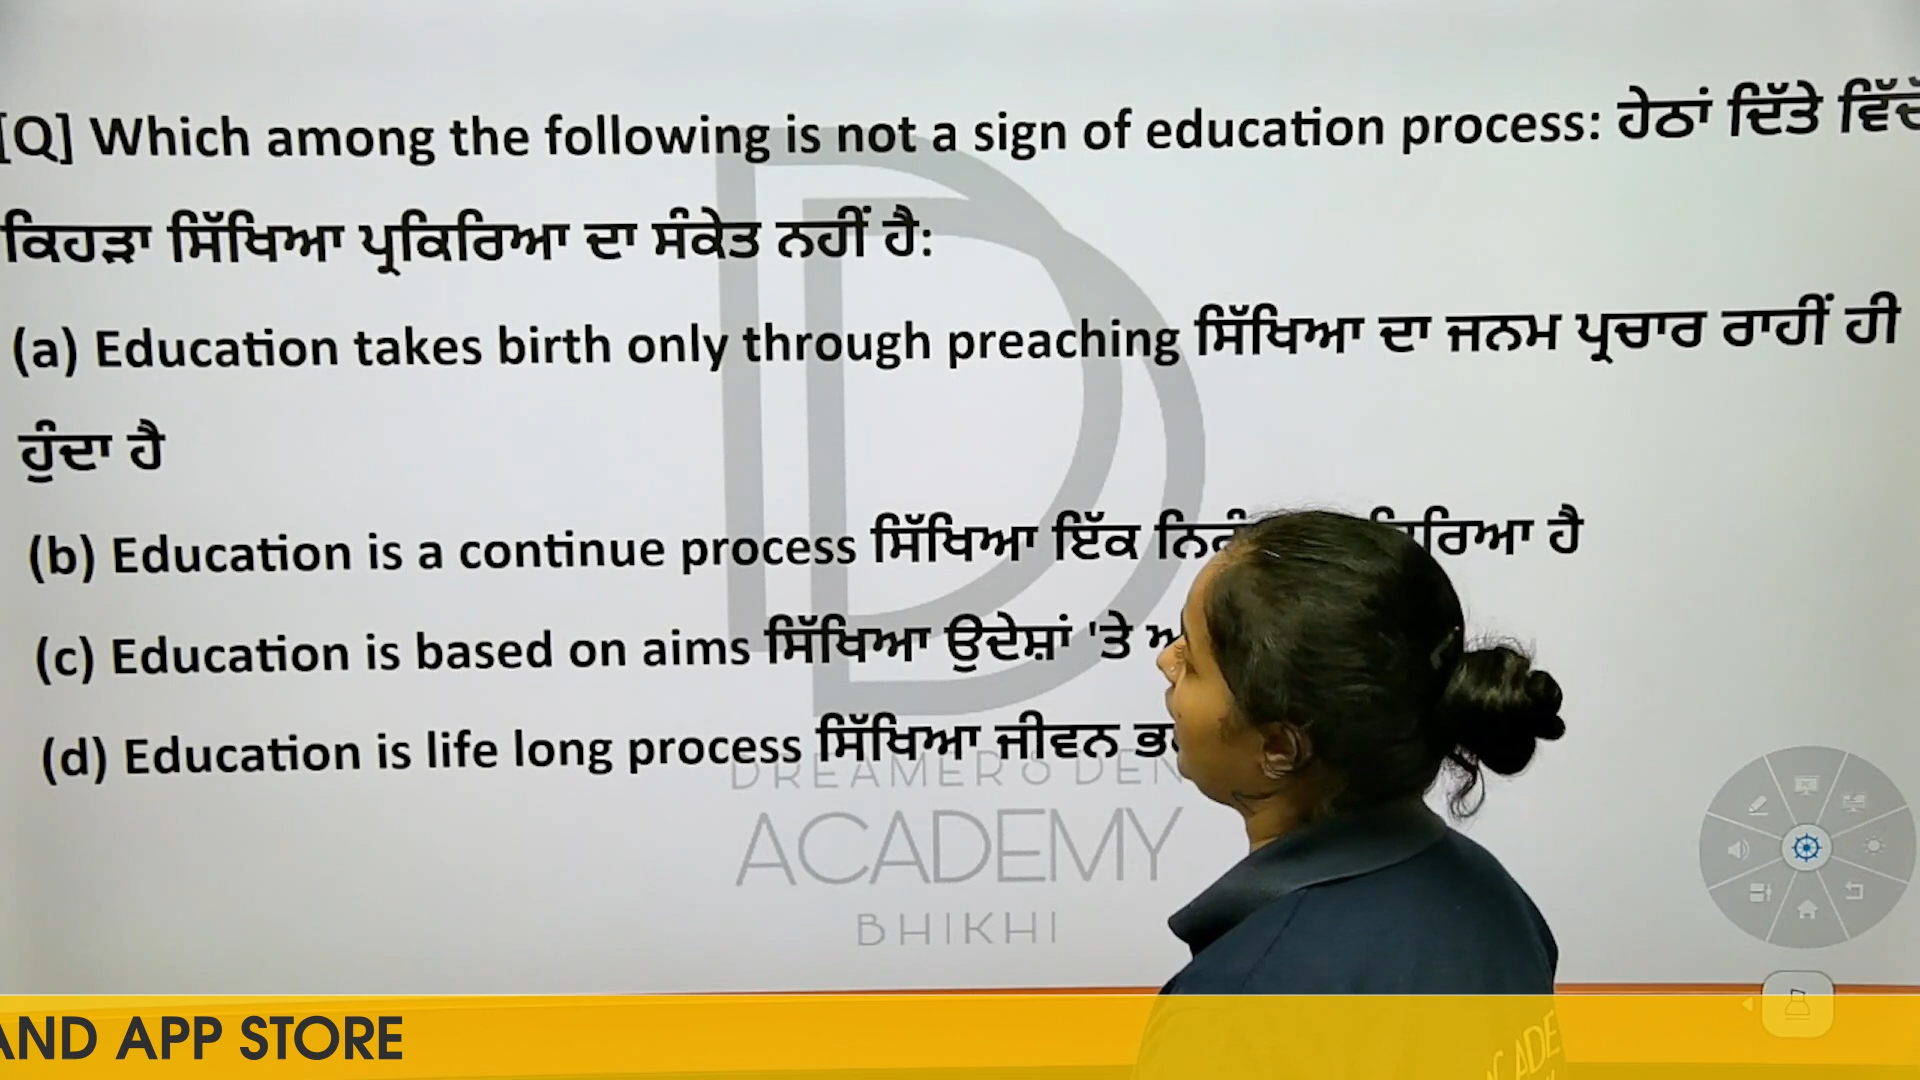 [Q] Which among the following is not a sign of education process: ਹੇਠਾਂ ਦਿੱਤੇ
ਕਿਹੜਾ ਸਿੱਖਿਆ ਪ੍ਰਕਿਰਿਆ ਦਾ ਸੰਕੇਤ ਨਹੀਂ ਹੈ:
(a) Education takes birth only through preaching ਸਿੱਖਿਆ ਦਾ ਜਨਮ ਪ੍ਰਚਾਰ ਰਾਹੀਂ ਹੀ
ਹੁੰਦਾ ਹੈ
(b) Education is a continue process ਸਿੱਖਿਆ ਇੱਕ ਹੈ
(c) Education is based on aims ਸਿੱਖਿਆ ਉਦੇਸ਼ਾਂ 'ਤੇ
(d) Education is life long process ਸਿੱਖਿਆ ਜੀਵਨ
DREAMER'S DEN
ACADEMY
BHIKHI
AND APP STORE